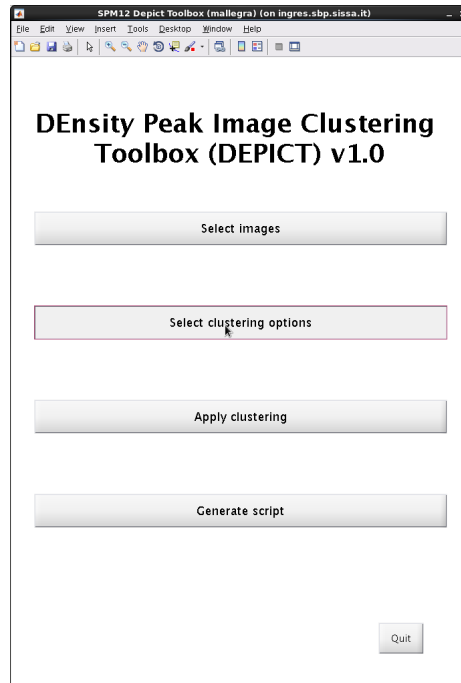 SPM12 Depict Toolbox (mallegra) (on ingres.sbp.sissa.it)
File Edit View Insert Tools Desktop Window Help
DEnsity Peak Image Clustering
Toolbox (DEPICT) v1.0
Select images
Select clustering options
Apply clustering
Generate script
Quit